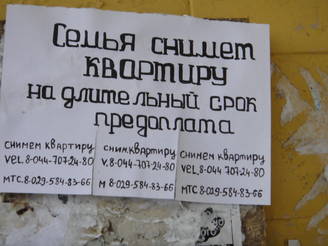 Семья снимет
квартиру
на длительный срок
предоплата
снимем квартиру
VEL. 8-044-707-24-80
МТС. 8-029-584-83-66
сним.квартиру
V. 8-044-707-24-80
М 8-029-584-83-66
снимем квартиру
VEL. 8-044-707-24-80
МТС. 8-029-584-83-66